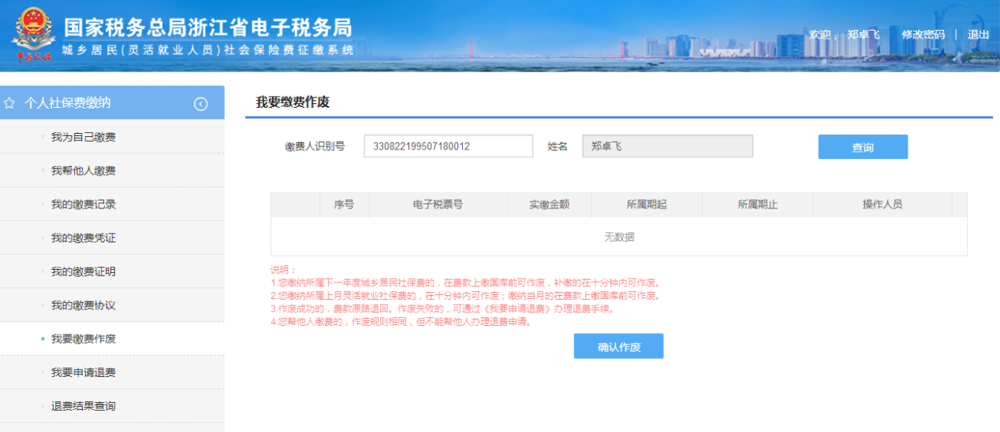 国家税务总局浙江省电子税务局
城乡居民(灵活就业人员)社会保险费征缴系统
欢迎, 郑卓飞 修改密码 | 退出
个人社保费缴纳
我为自己缴费
我帮他人缴费
我的缴费记录
我的缴费凭证
我的缴费证明
我的缴费协议
我要缴费作废
我要申请退费
退费结果查询
我要缴费作废
缴费人识别号 330822199507180012 姓名 郑卓飞 查询
序号 电子税票号 实缴金额 所属期起 所属期止 操作人员
无数据
说明：
1.您缴纳所属下一年度城乡居民社保费的，在费款上缴国库前可作废，补缴的在十分钟内可作废。
2.您缴纳所属上月灵活就业社保费的，在十分钟内可作废；缴纳当月的在费款上缴国库前可作废。
3.作废成功的，费款原路退回。作废失败的，可通过《我要申请退费》办理退费手续。
4.您帮他人缴费的，作废规则相同，但不能帮他人办理退费申请。
确认作废